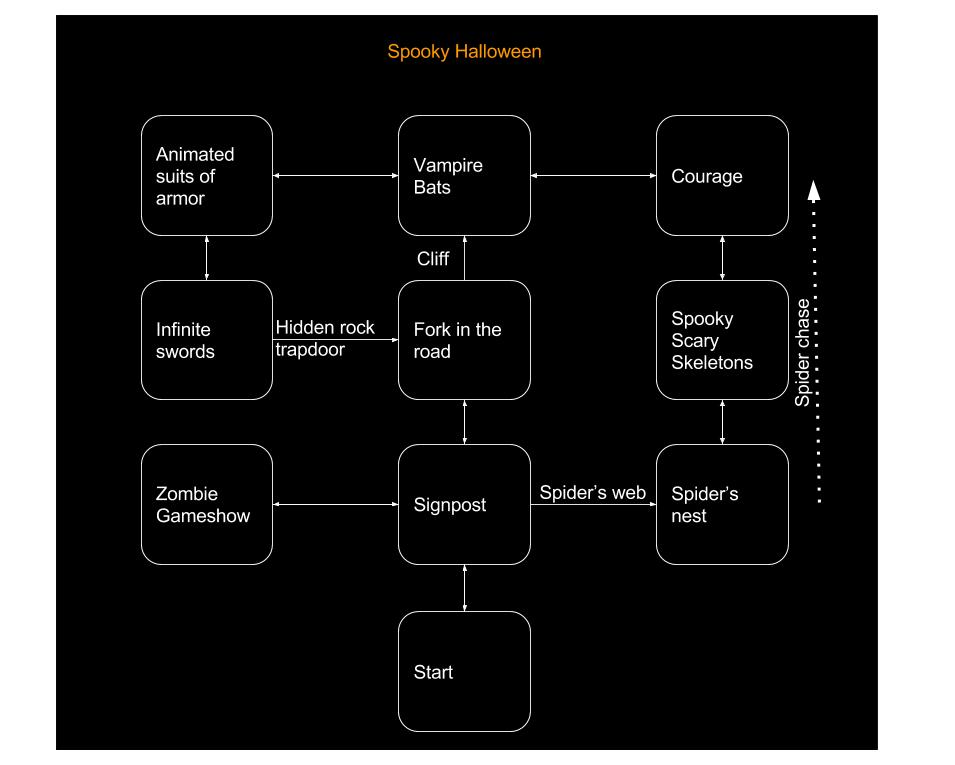 Spooky Halloween
Animated
suits of
armor
Vampire
Bats
Courage
Cliff
Infinite
swords
Hidden rock
trapdoor
Fork in the
road
Spooky
Scary
Skeletons
Spider chase
Zombie
Gameshow
Signpost
Spider's web
Spider's
nest
Start